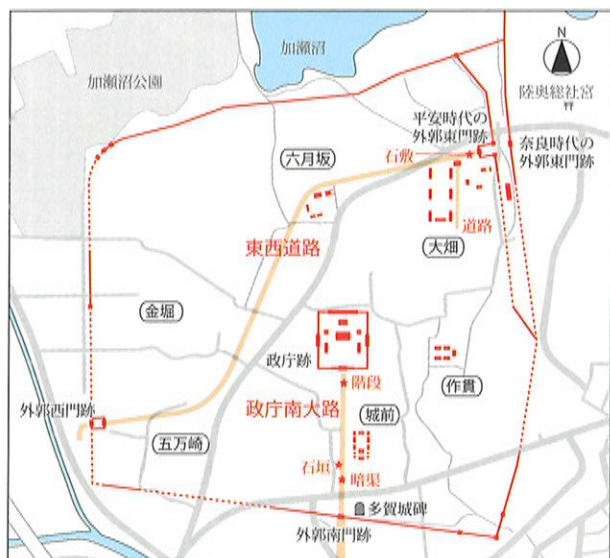 加瀬沼
加瀬沼公園
N
陸奥総社宮
平安時代の
外郭東門跡
奈良時代の
外郭東門跡
石敷
六月坂
道路
大畑
東西道路
金堀
政庁跡
階段
作貫
外郭西門跡
政庁南大路
城前
五万崎
石垣
暗渠
多賀城碑
外郭南門跡